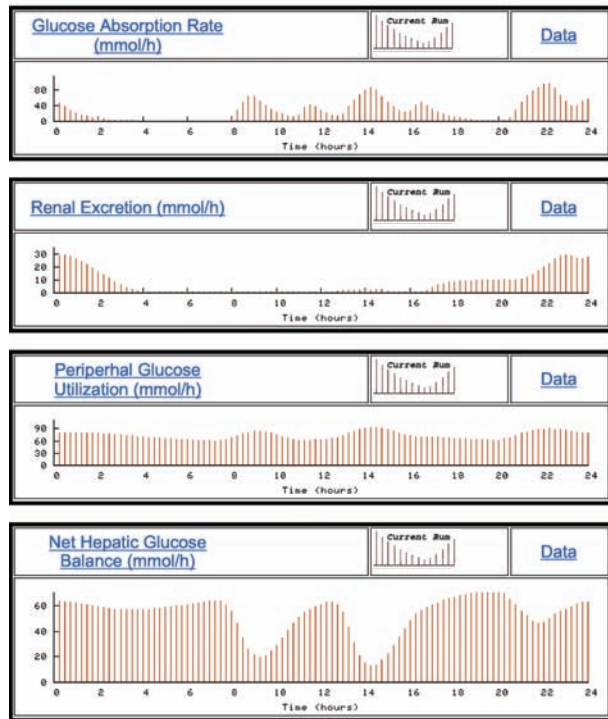 Glucose Absorption Rate
(mmol/h)
Current Run
Data
80
40
0
0 2 4 6 8 10 12 14 16 18 20 22 24
Time (hours)
Renal Excretion (mmol/h)
Current Run
Data
30
20
10
0
0 2 4 6 8 10 12 14 16 18 20 22 24
Time (hours)
Periperhal Glucose
Utilization (mmol/h)
Current Run
Data
90
60
30
0
0 2 4 6 8 10 12 14 16 18 20 22 24
Time (hours)
Net Hepatic Glucose
Balance (mmol/h)
Current Run
Data
60
40
20
0
0 2 4 6 8 10 12 14 16 18 20 22 24
Time (hours)